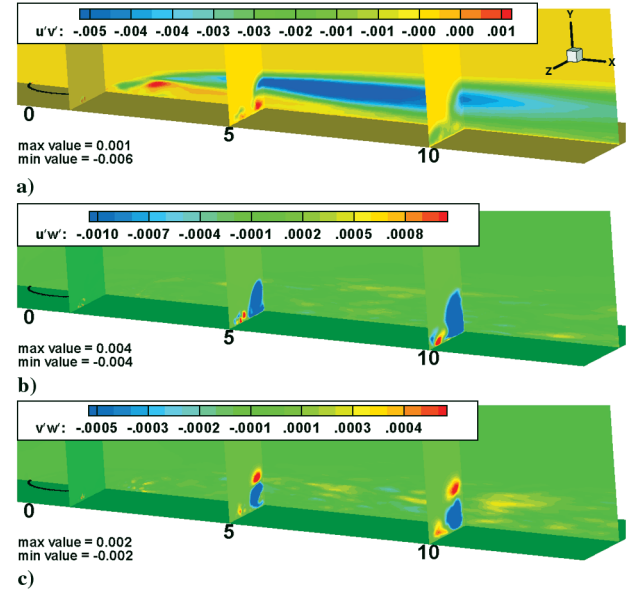 u'v': -.005 -.004 -.004 -.003 -.003 -.002 -.001 -.001 -.000 .000 .001
Y
Z X
0
5
10
max value = 0.001
min value = -0.006
a)
u'w': -.0010 -.0007 -.0004 -.0001 .0002 .0005 .0008
0
5
10
max value = 0.004
min value = -0.004
b)
v'w': -.0005 -.0003 -.0002 -.0001 .0001 .0003 .0004
0
5
10
max value = 0.002
min value = -0.002
c)